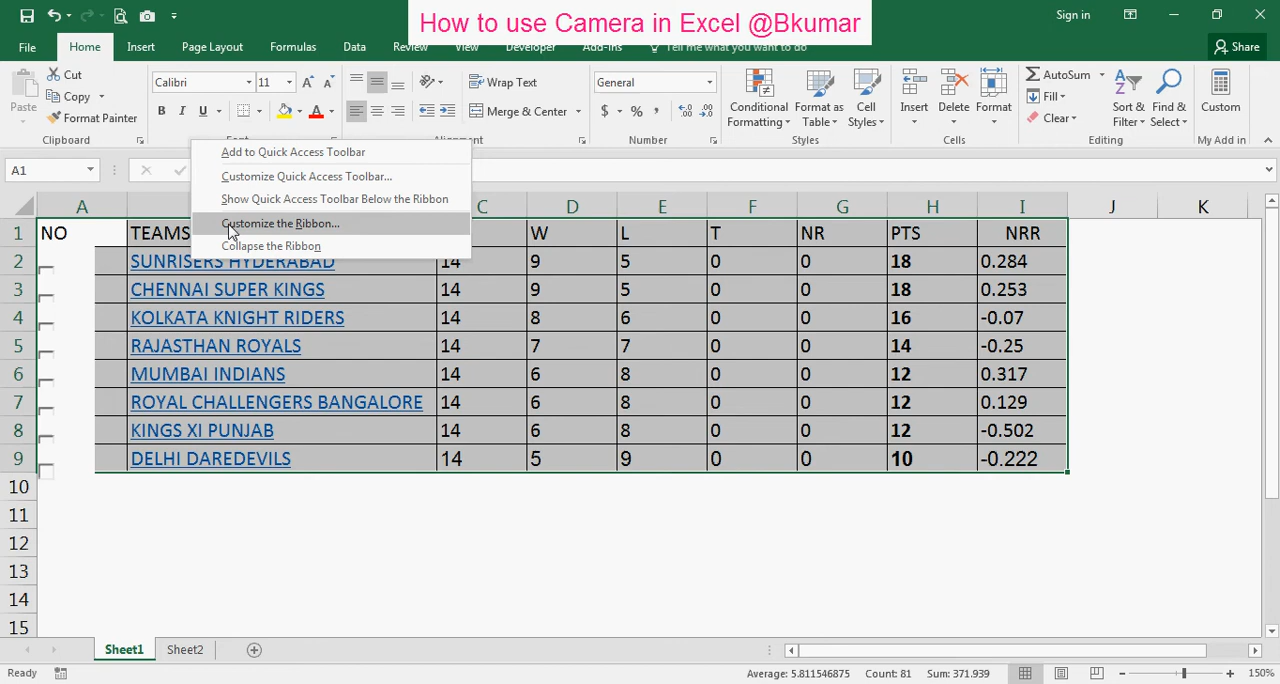 How to use Camera in Excel @Bkumar
Sign in
File Home Insert Page Layout Formulas Data Review View Developer Add-ins Tell me what you want to do Share
Paste Cut Copy Format Painter
Calibri 11 A A B I U A
Wrap Text
Merge & Center
General
$ % ,
Conditional Formatting Format as Table Cell Styles
Insert Delete Format
AutoSum Fill Clear
Sort & Filter Find & Select
Custom
Clipboard Font Alignment Number Styles Cells Editing My Add in
A1
Add to Quick Access Toolbar
Customize Quick Access Toolbar...
Show Quick Access Toolbar Below the Ribbon
Customize the Ribbon...
Collapse the Ribbon
A C D E F G H I J K
1 NO TEAMS W L T NR PTS NRR
2 SUNRISERS HYDERABAD 14 9 5 0 0 18 0.284
3 CHENNAI SUPER KINGS 14 9 5 0 0 18 0.253
4 KOLKATA KNIGHT RIDERS 14 8 6 0 0 16 -0.07
5 RAJASTHAN ROYALS 14 7 7 0 0 14 -0.25
6 MUMBAI INDIANS 14 6 8 0 0 12 0.317
7 ROYAL CHALLENGERS BANGALORE 14 6 8 0 0 12 0.129
8 KINGS XI PUNJAB 14 6 8 0 0 12 -0.502
9 DELHI DAREDEVILS 14 5 9 0 0 10 -0.222
10
11
12
13
14
15
Sheet1 Sheet2
Ready Average: 5.811546875 Count: 81 Sum: 371.939 150%